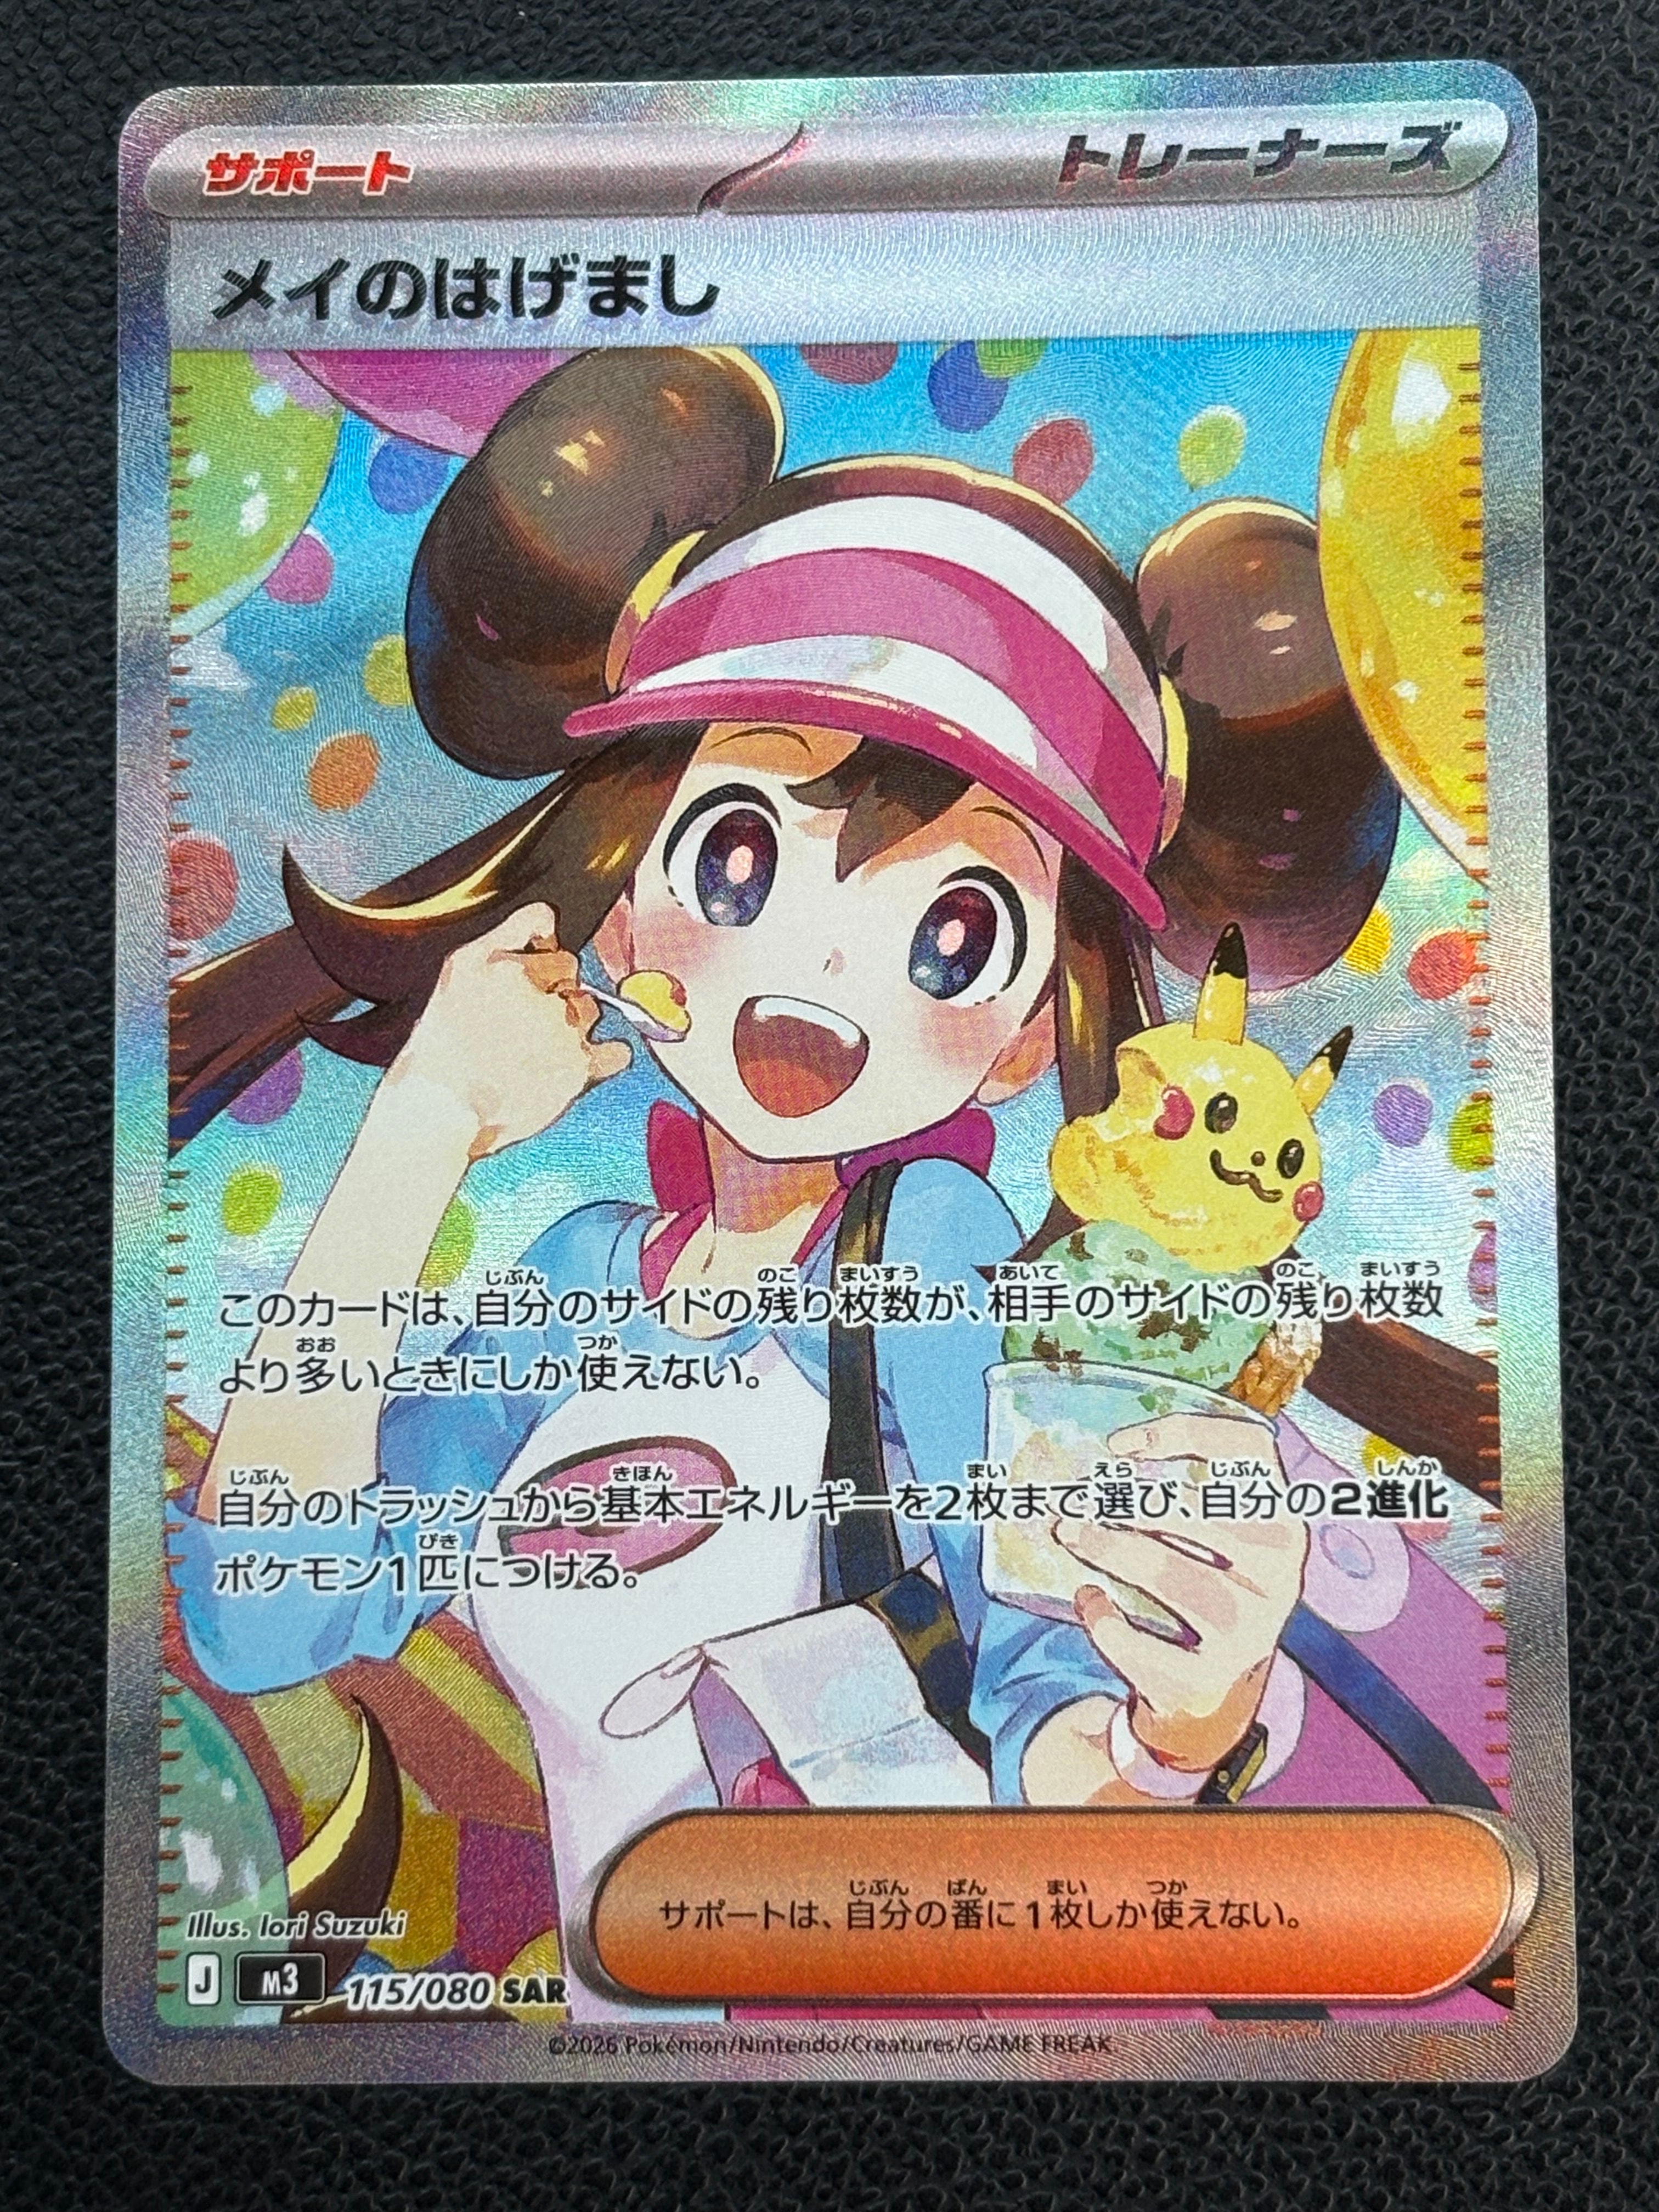 サポート
トレーナーズ
メイのはげまし
このカードは、自分のサイドの残り枚数が、相手のサイドの残り枚数
より多いときにしか使えない。
自分のトラッシュから基本エネルギーを2枚まで選び、自分の2進化
ポケモン1匹につける。
サポートは、自分の番に1枚しか使えない。
Illus. Iori Suzuki
J M3 115/080 SAR
©2026 Pokémon/Nintendo/Creatures/GAME FREAK.